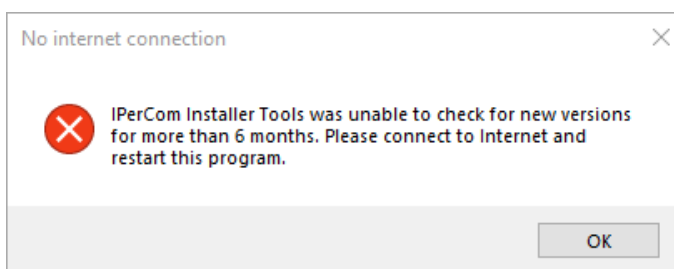 No internet connection
IPerCom Installer Tools was unable to check for new versions
for more than 6 months. Please connect to Internet and
restart this program.
OK